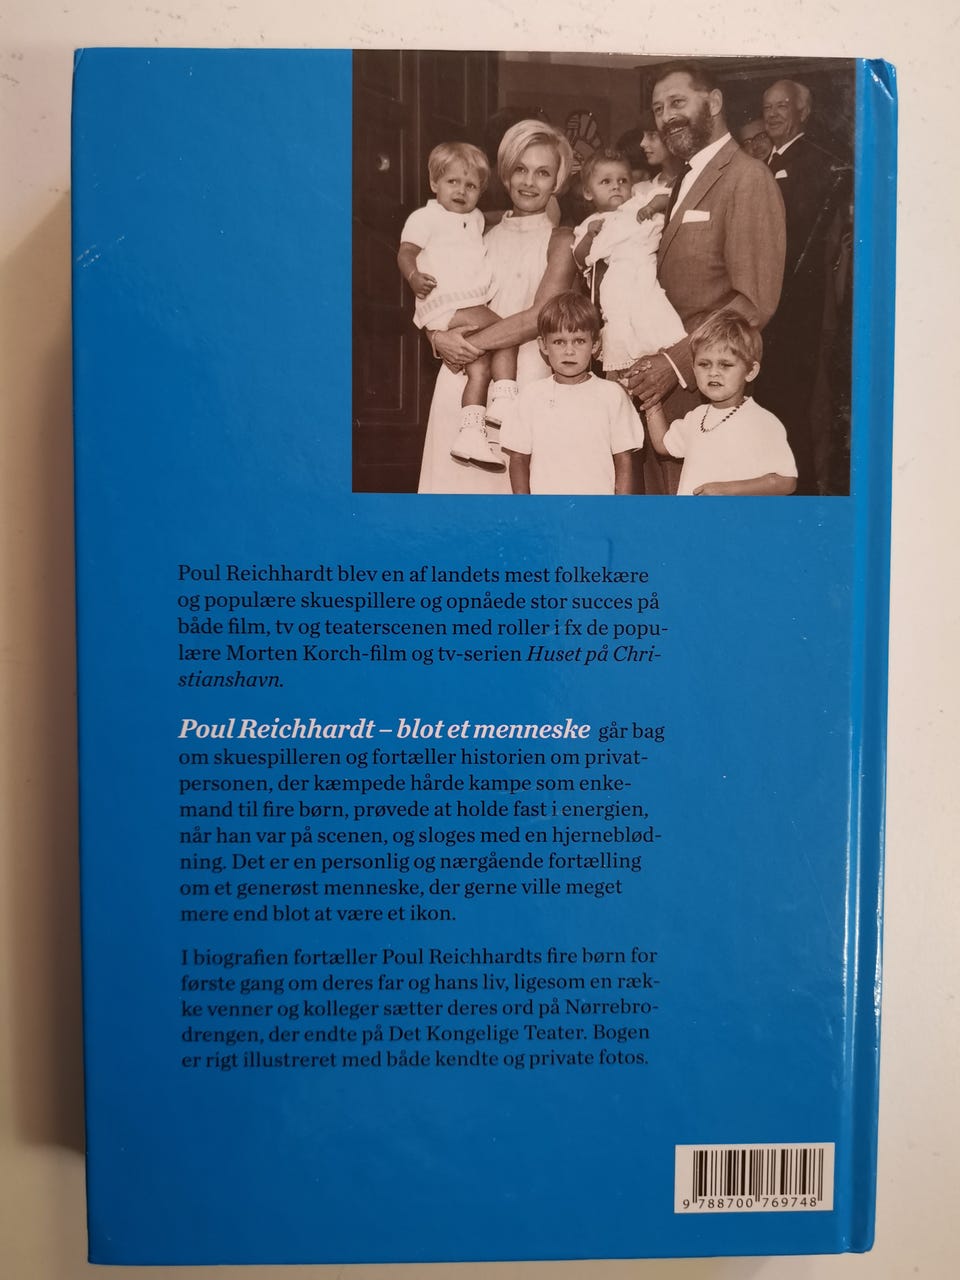 Poul Reichhardt blev en af landets mest folkekære
og populære skuespillere og opnåede stor succes på
både film, tv og teaterscenen med roller i fx de popu-
lære Morten Korch-film og tv-serien Huset på Chri-
stianshavn.
Poul Reichhardt – blot et menneske går bag
om skuespilleren og fortæller historien om privat-
personen, der kæmpede hårde kampe som enke-
mand til fire børn, prøvede at holde fast i energien,
når han var på scenen, og sloges med en hjerneblød-
ning. Det er en personlig og nærgående fortælling
om et generøst menneske, der gerne ville meget
mere end blot at være et ikon.
I biografien fortæller Poul Reichhardts fire børn for
første gang om deres far og hans liv, ligesom en ræk-
ke venner og kolleger sætter deres ord på Nørrebro-
drengen, der endte på Det Kongelige Teater. Bogen
er rigt illustreret med både kendte og private fotos.
9 788700 769748